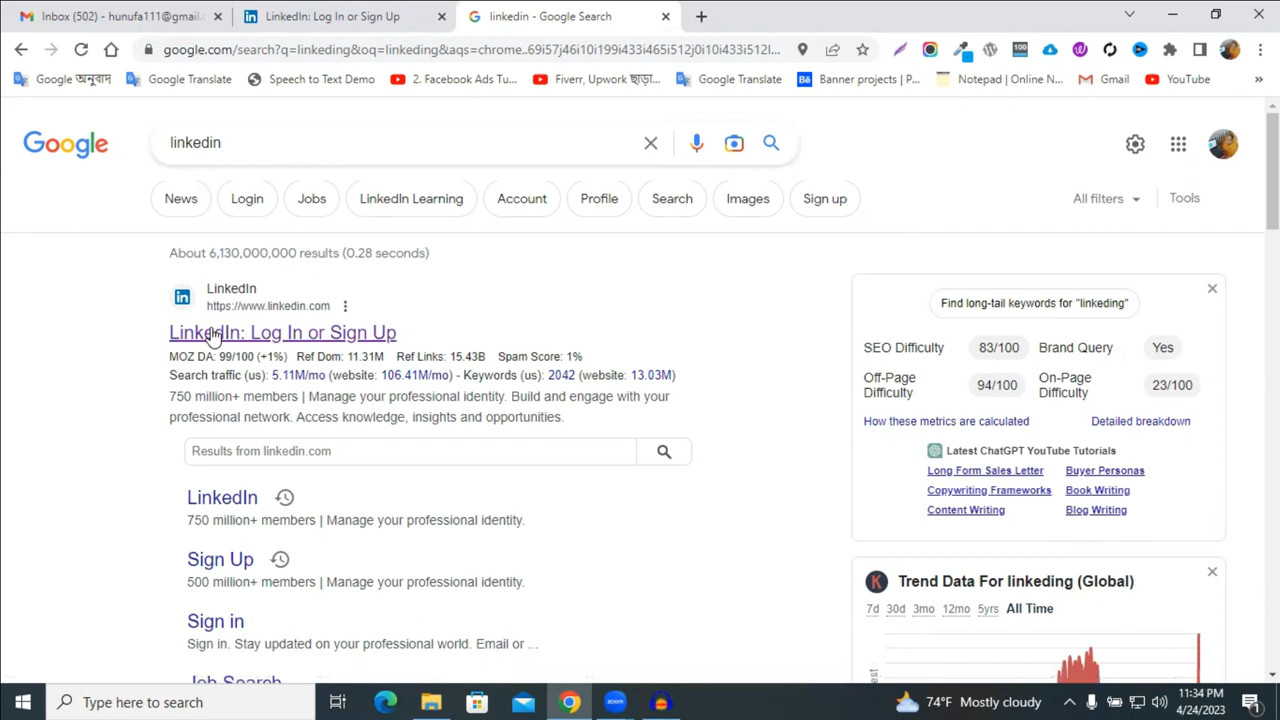 Inbox (502) - hunufa111@gmail.c
LinkedIn: Log In or Sign Up
linkedin - Google Search
google.com/search?q=linkeding&oq=linkeding&aqs=chrome..69i57j46i10i199i433i465i512j0i10i433i512l...
Google অনুবাদ
Google Translate
Speech to Text Demo
2. Facebook Ads Tu...
Fiverr, Upwork ছাড়া...
Google Translate
Banner projects | P...
Notepad | Online N...
Gmail
YouTube
Google
linkedin
News
Login
Jobs
LinkedIn Learning
Account
Profile
Search
Images
Sign up
All filters
Tools
About 6,130,000,000 results (0.28 seconds)
LinkedIn
https://www.linkedin.com
LinkedIn: Log In or Sign Up
MOZ DA: 99/100 (+1%) Ref Dom: 11.31M Ref Links: 15.43B Spam Score: 1%
Search traffic (us): 5.11M/mo (website: 106.41M/mo) - Keywords (us): 2042 (website: 13.03M)
750 million+ members | Manage your professional identity. Build and engage with your
professional network. Access knowledge, insights and opportunities.
Results from linkedin.com
LinkedIn
750 million+ members | Manage your professional identity.
Sign Up
500 million+ members | Manage your professional identity.
Sign in
Sign in. Stay updated on your professional world. Email or ...
Job Search
Find long-tail keywords for "linkeding"
SEO Difficulty 83/100 Brand Query Yes
Off-Page Difficulty 94/100 On-Page Difficulty 23/100
How these metrics are calculated Detailed breakdown
Latest ChatGPT YouTube Tutorials
Long Form Sales Letter Buyer Personas
Copywriting Frameworks Book Writing
Content Writing Blog Writing
Trend Data For linkeding (Global)
7d 30d 3mo 12mo 5yrs All Time
Type here to search
zoom
74°F Mostly cloudy
11:34 PM
4/24/2023